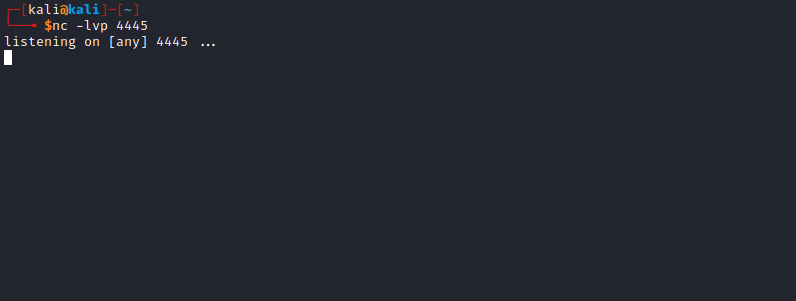 ┌─[kali@kali]─[~]
└──╼ $nc -lvp 4445
listening on [any] 4445 ...